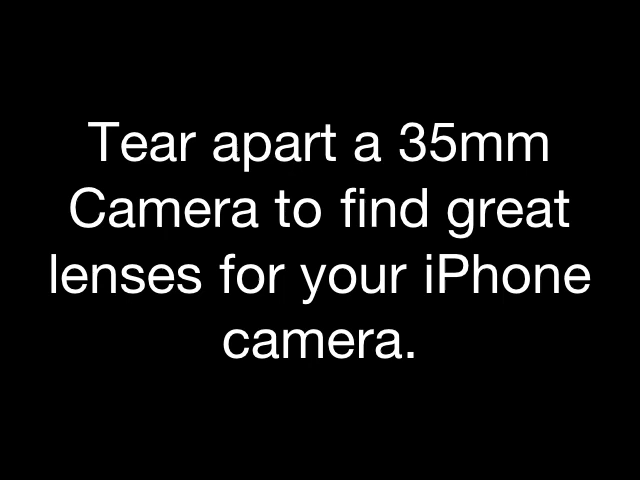 Tear apart a 35mm
Camera to find great
lenses for your iPhone
camera.